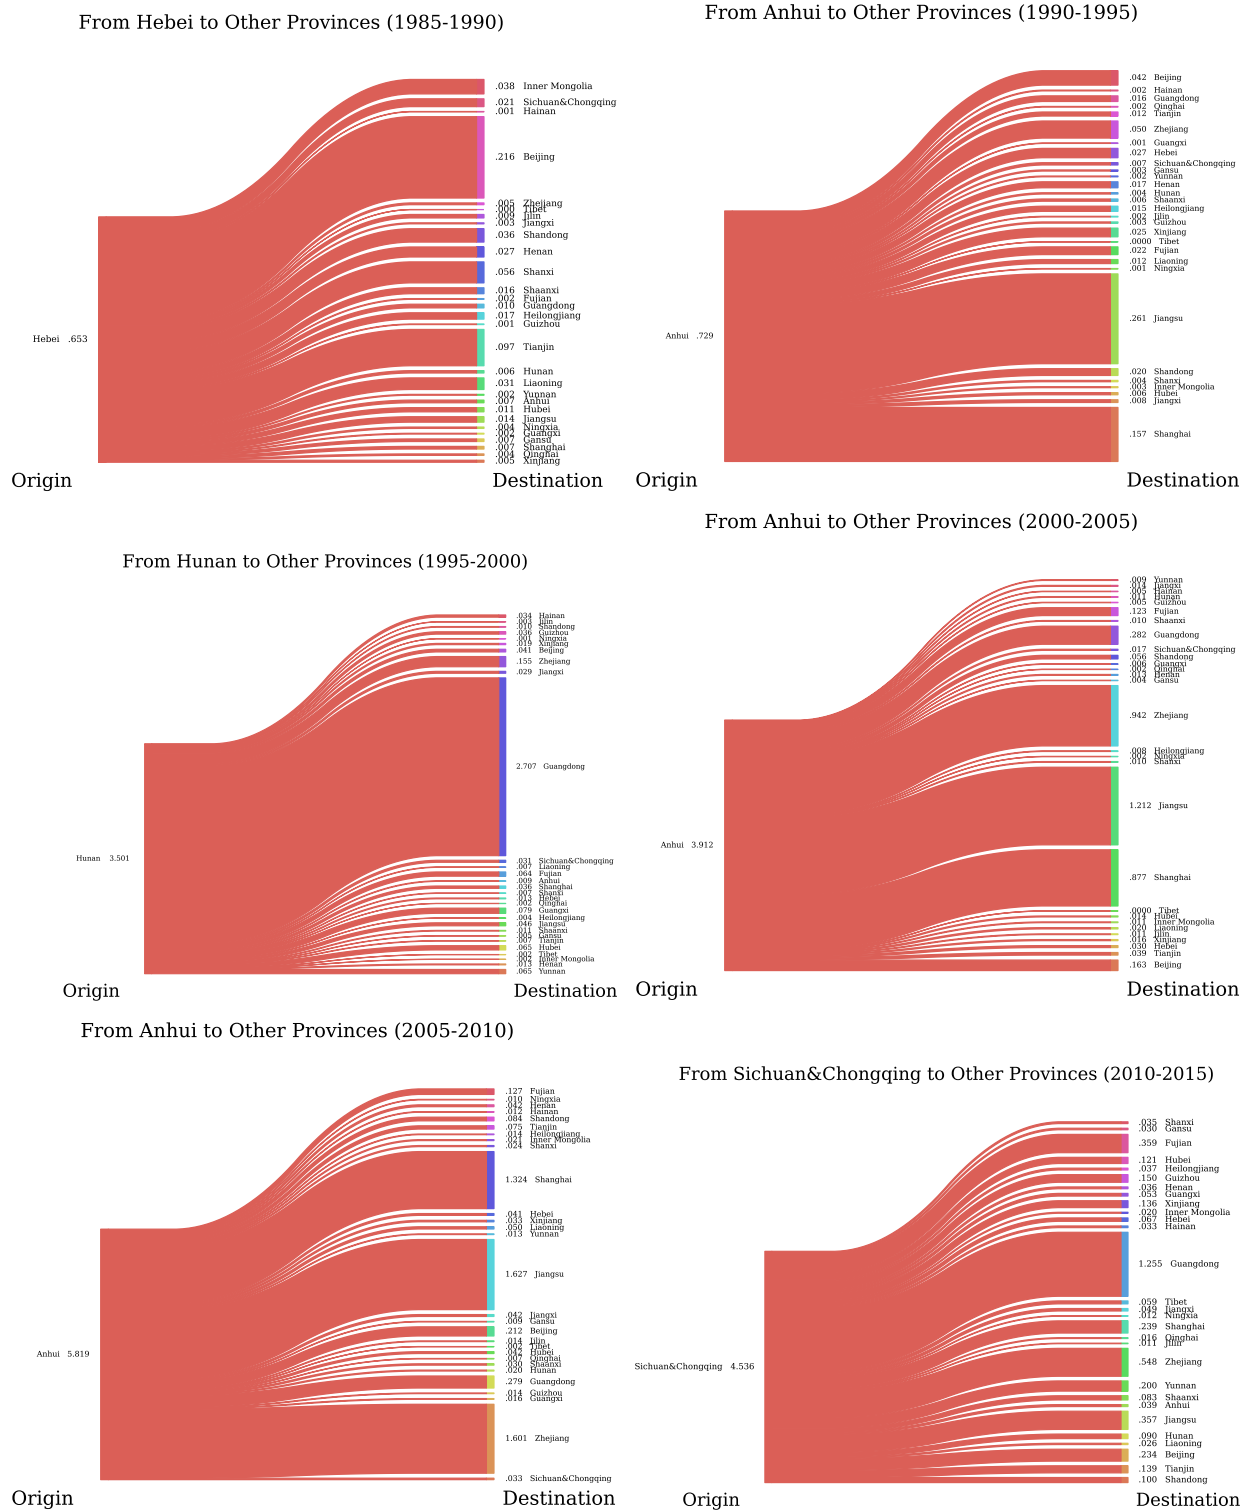 From Hebei to Other Provinces (1985-1990)
.038 Inner Mongolia
.021 Sichuan&Chongqing
.001 Hainan
.216 Beijing
.005 Zhejiang
.000 Tibet
.009 Jilin
.003 Jiangxi
.036 Shandong
.027 Henan
.056 Shanxi
.016 Shaanxi
.002 Fujian
.010 Guangdong
.017 Heilongjiang
.001 Guizhou
Hebei .653
.097 Tianjin
.006 Hunan
.031 Liaoning
.002 Yunnan
.007 Anhui
.011 Hubei
.014 Jiangsu
.004 Ningxia
.002 Guangxi
.007 Gansu
.007 Shanghai
.004 Qinghai
.005 Xinjiang
Origin
Destination
From Anhui to Other Provinces (1990-1995)
.042 Beijing
.002 Hainan
.016 Guangdong
.002 Qinghai
.012 Tianjin
.050 Zhejiang
.001 Guangxi
.027 Hebei
.007 Sichuan&Chongqing
.003 Gansu
.002 Yunnan
.017 Henan
.004 Hunan
.006 Shaanxi
.015 Heilongjiang
.002 Jilin
.003 Guizhou
.025 Xinjiang
.0000 Tibet
.022 Fujian
.012 Liaoning
.001 Ningxia
.261 Jiangsu
Anhui .729
.020 Shandong
.004 Shanxi
.003 Inner Mongolia
.006 Hubei
.008 Jiangxi
.157 Shanghai
Origin
Destination
From Hunan to Other Provinces (1995-2000)
.034 Hainan
.003 Jilin
.010 Shandong
.036 Guizhou
.001 Ningxia
.019 Xinjiang
.041 Beijing
.155 Zhejiang
.029 Jiangxi
2.707 Guangdong
Hunan 3.501
.031 Sichuan&Chongqing
.007 Liaoning
.064 Fujian
.009 Anhui
.036 Shanghai
.007 Shanxi
.013 Hebei
.002 Qinghai
.079 Guangxi
.004 Heilongjiang
.046 Jiangsu
.011 Shaanxi
.005 Gansu
.007 Tianjin
.065 Hubei
.002 Tibet
.002 Inner Mongolia
.013 Henan
.065 Yunnan
Origin
Destination
From Anhui to Other Provinces (2000-2005)
.009 Yunnan
.014 Jiangxi
.005 Hainan
.011 Hunan
.005 Guizhou
.123 Fujian
.010 Shaanxi
.282 Guangdong
.017 Sichuan&Chongqing
.056 Shandong
.006 Guangxi
.002 Qinghai
.013 Henan
.004 Gansu
.942 Zhejiang
.008 Heilongjiang
.002 Ningxia
.010 Shanxi
1.212 Jiangsu
Anhui 3.912
.877 Shanghai
.0000 Tibet
.014 Hubei
.011 Inner Mongolia
.020 Liaoning
.011 Jilin
.016 Xinjiang
.030 Hebei
.039 Tianjin
.163 Beijing
Origin
Destination
From Anhui to Other Provinces (2005-2010)
.127 Fujian
.010 Ningxia
.042 Henan
.012 Hainan
.084 Shandong
.075 Tianjin
.014 Heilongjiang
.021 Inner Mongolia
.024 Shanxi
1.324 Shanghai
.041 Hebei
.033 Xinjiang
.050 Liaoning
.013 Yunnan
1.627 Jiangsu
.042 Jiangxi
.009 Gansu
.212 Beijing
.014 Jilin
.002 Tibet
.042 Hubei
Anhui 5.819
.007 Qinghai
.030 Shaanxi
.020 Hunan
.279 Guangdong
.014 Guizhou
.016 Guangxi
1.601 Zhejiang
.033 Sichuan&Chongqing
Origin
Destination
From Sichuan&Chongqing to Other Provinces (2010-2015)
.035 Shanxi
.030 Gansu
.359 Fujian
.121 Hubei
.037 Heilongjiang
.150 Guizhou
.036 Henan
.053 Guangxi
.136 Xinjiang
.020 Inner Mongolia
.067 Hebei
.033 Hainan
1.255 Guangdong
.059 Tibet
.049 Jiangxi
.012 Ningxia
.239 Shanghai
.016 Qinghai
.011 Jilin
.548 Zhejiang
Sichuan&Chongqing 4.536
.200 Yunnan
.083 Shaanxi
.039 Anhui
.357 Jiangsu
.090 Hunan
.026 Liaoning
.234 Beijing
.139 Tianjin
.100 Shandong
Origin
Destination